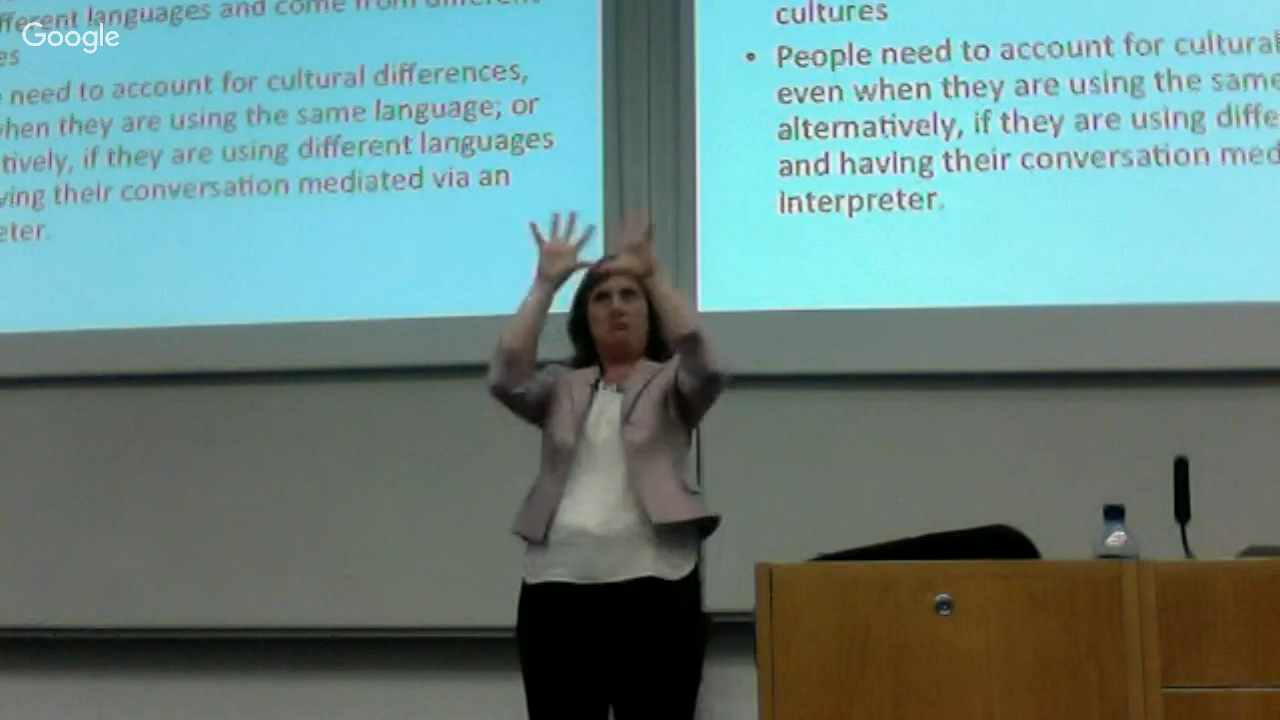 Google
fferent languages and come from different
es
need to account for cultural differences,
when they are using the same language; or
tively, if they are using different languages
ving their conversation mediated via an
eter.
cultures
• People need to account for cultural
even when they are using the same
alternatively, if they are using diffe
and having their conversation med
interpreter.